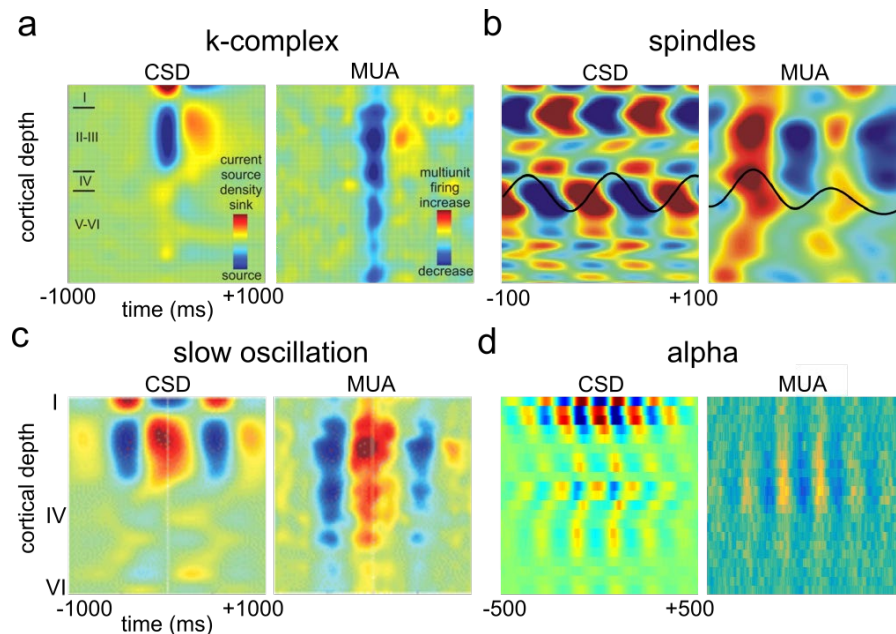 a
k-complex
CSD
MUA
I
II-III
IV
V-VI
cortical depth
current
source
density
sink
source
multiunit
firing
increase
decrease
-1000
time (ms)
+1000
b
spindles
CSD
MUA
-100
+100
c
slow oscillation
CSD
MUA
I
IV
VI
cortical depth
-1000
time (ms)
+1000
d
alpha
CSD
MUA
-500
+500